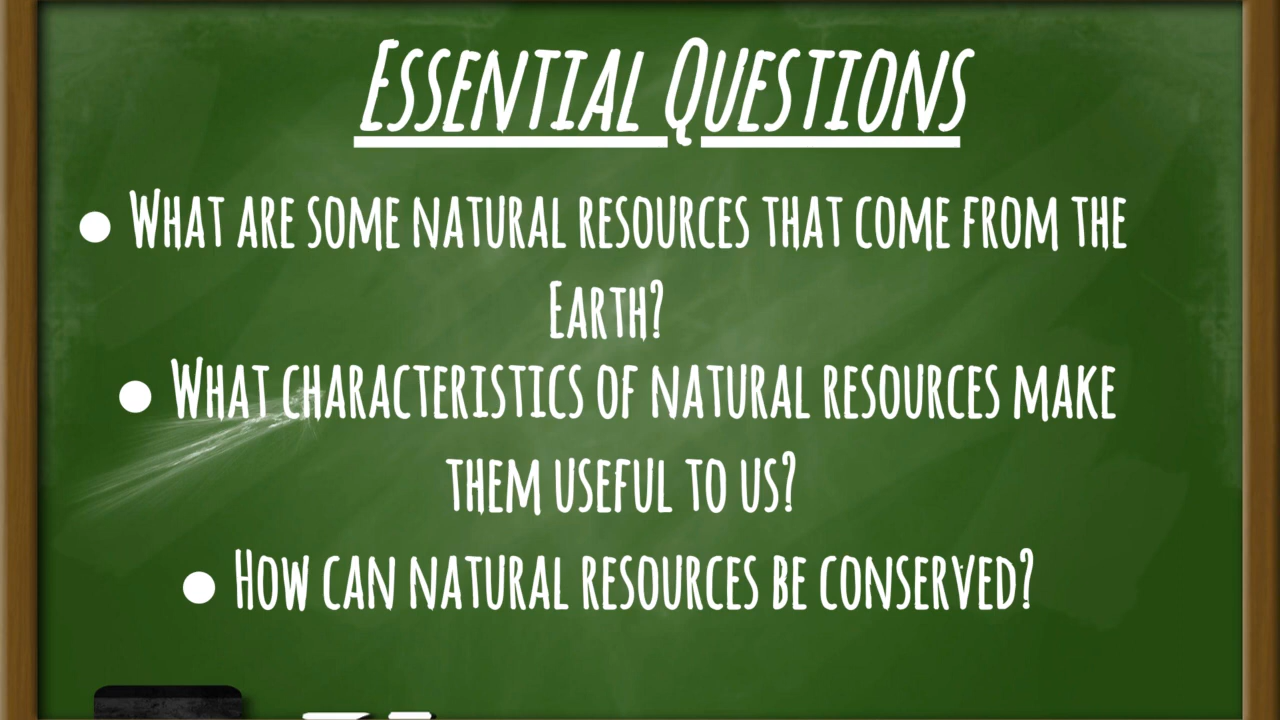 Essential Questions
● What are some natural resources that come from the
Earth?
● What characteristics of natural resources make
them useful to us?
● How can natural resources be conserved?